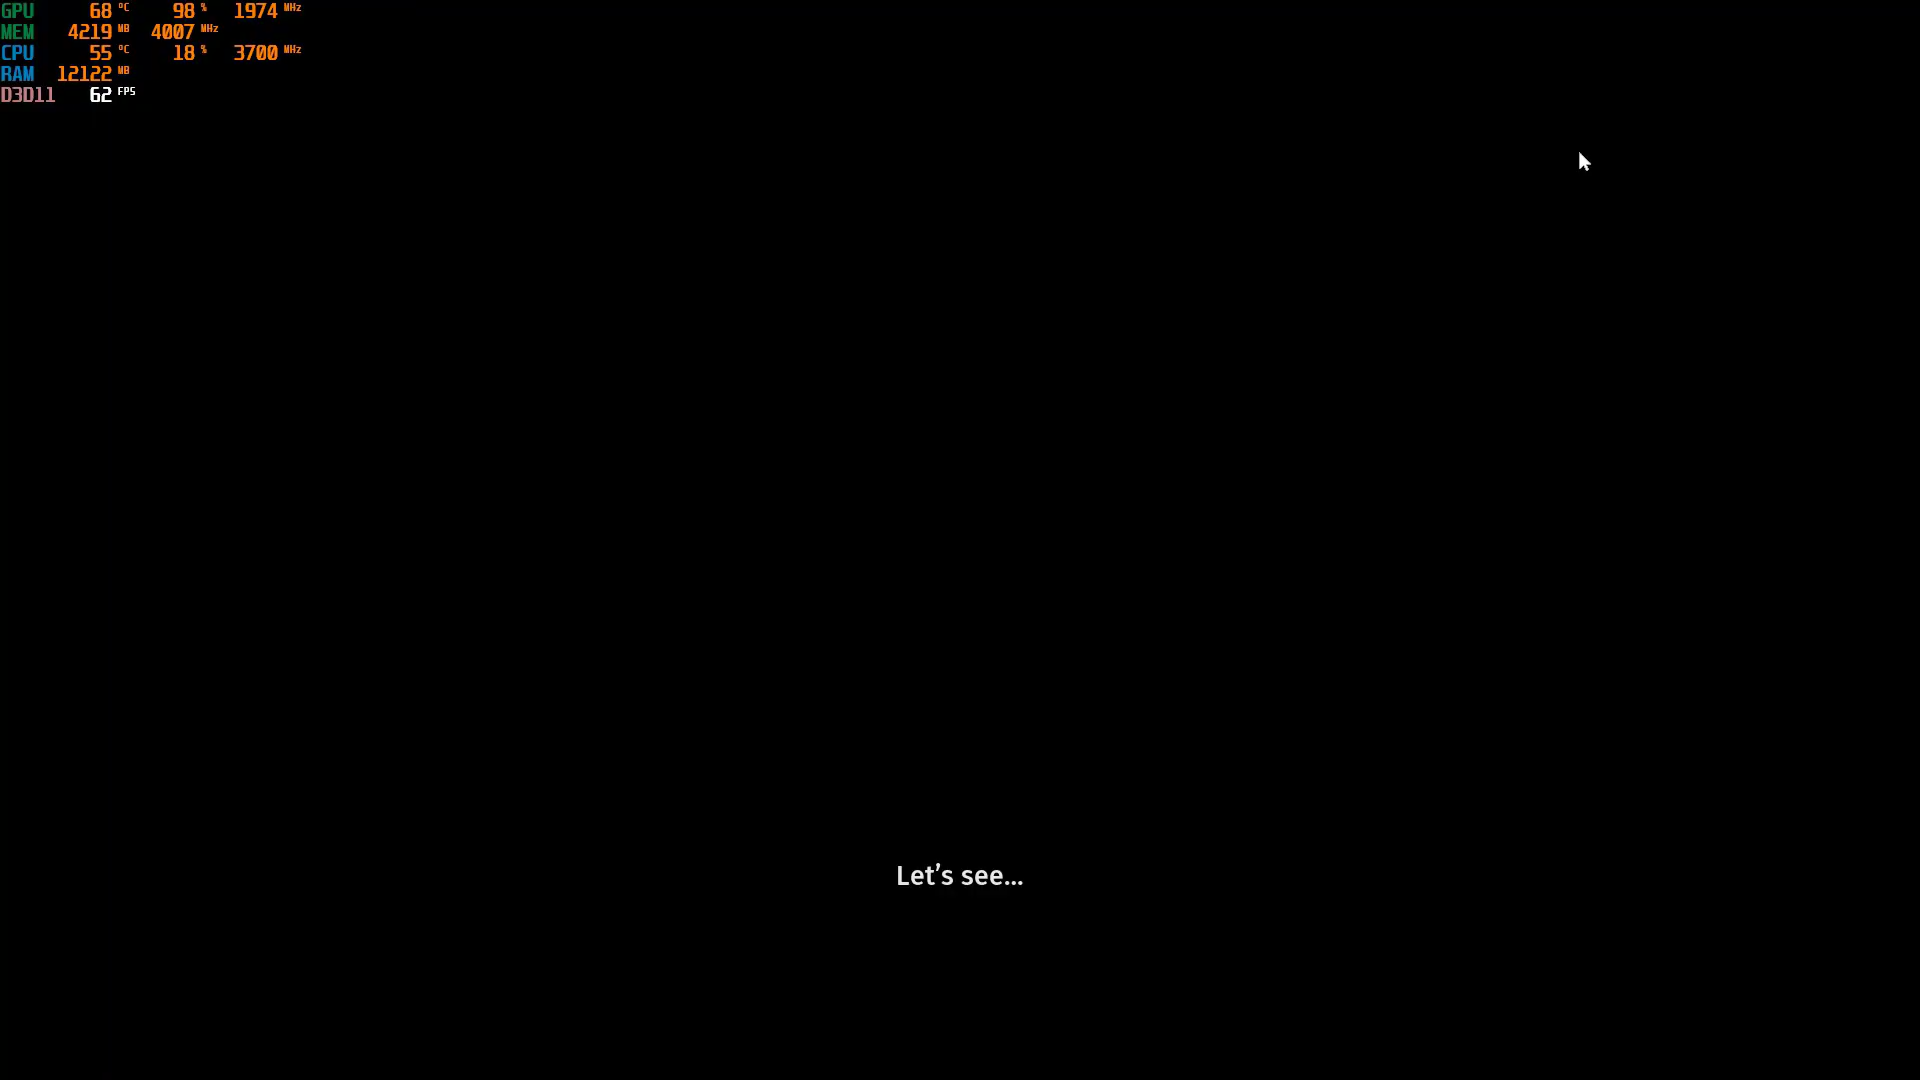 GPU 68 °C 98 % 1974 MHz
MEM 4219 MB 4007 MHz
CPU 55 °C 18 % 3700 MHz
RAM 12122 MB
D3D11 62 FPS
Let's see...